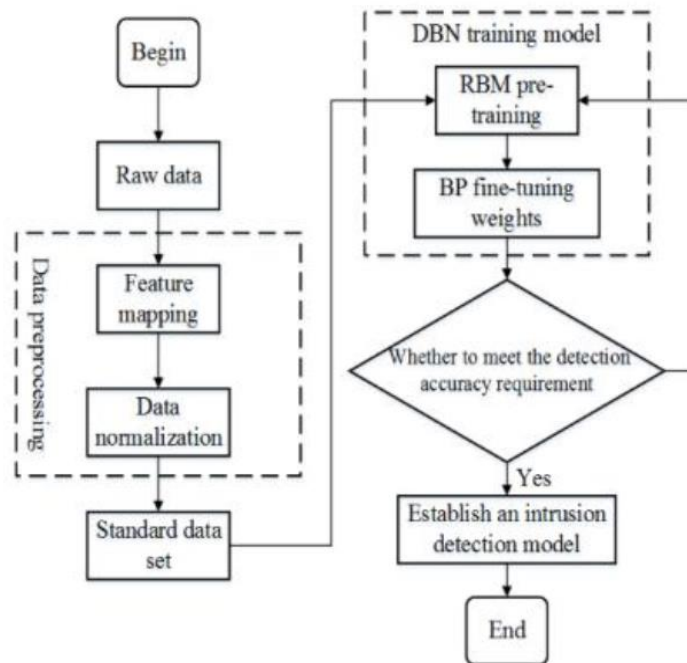 Begin
Raw data
Data preprocessing
Feature
mapping
Data
normalization
Standard data
set
DBN training model
RBM pre-
training
BP fine-tuning
weights
Whether to meet the detection
accuracy requirement
Yes
Establish an intrusion
detection model
End